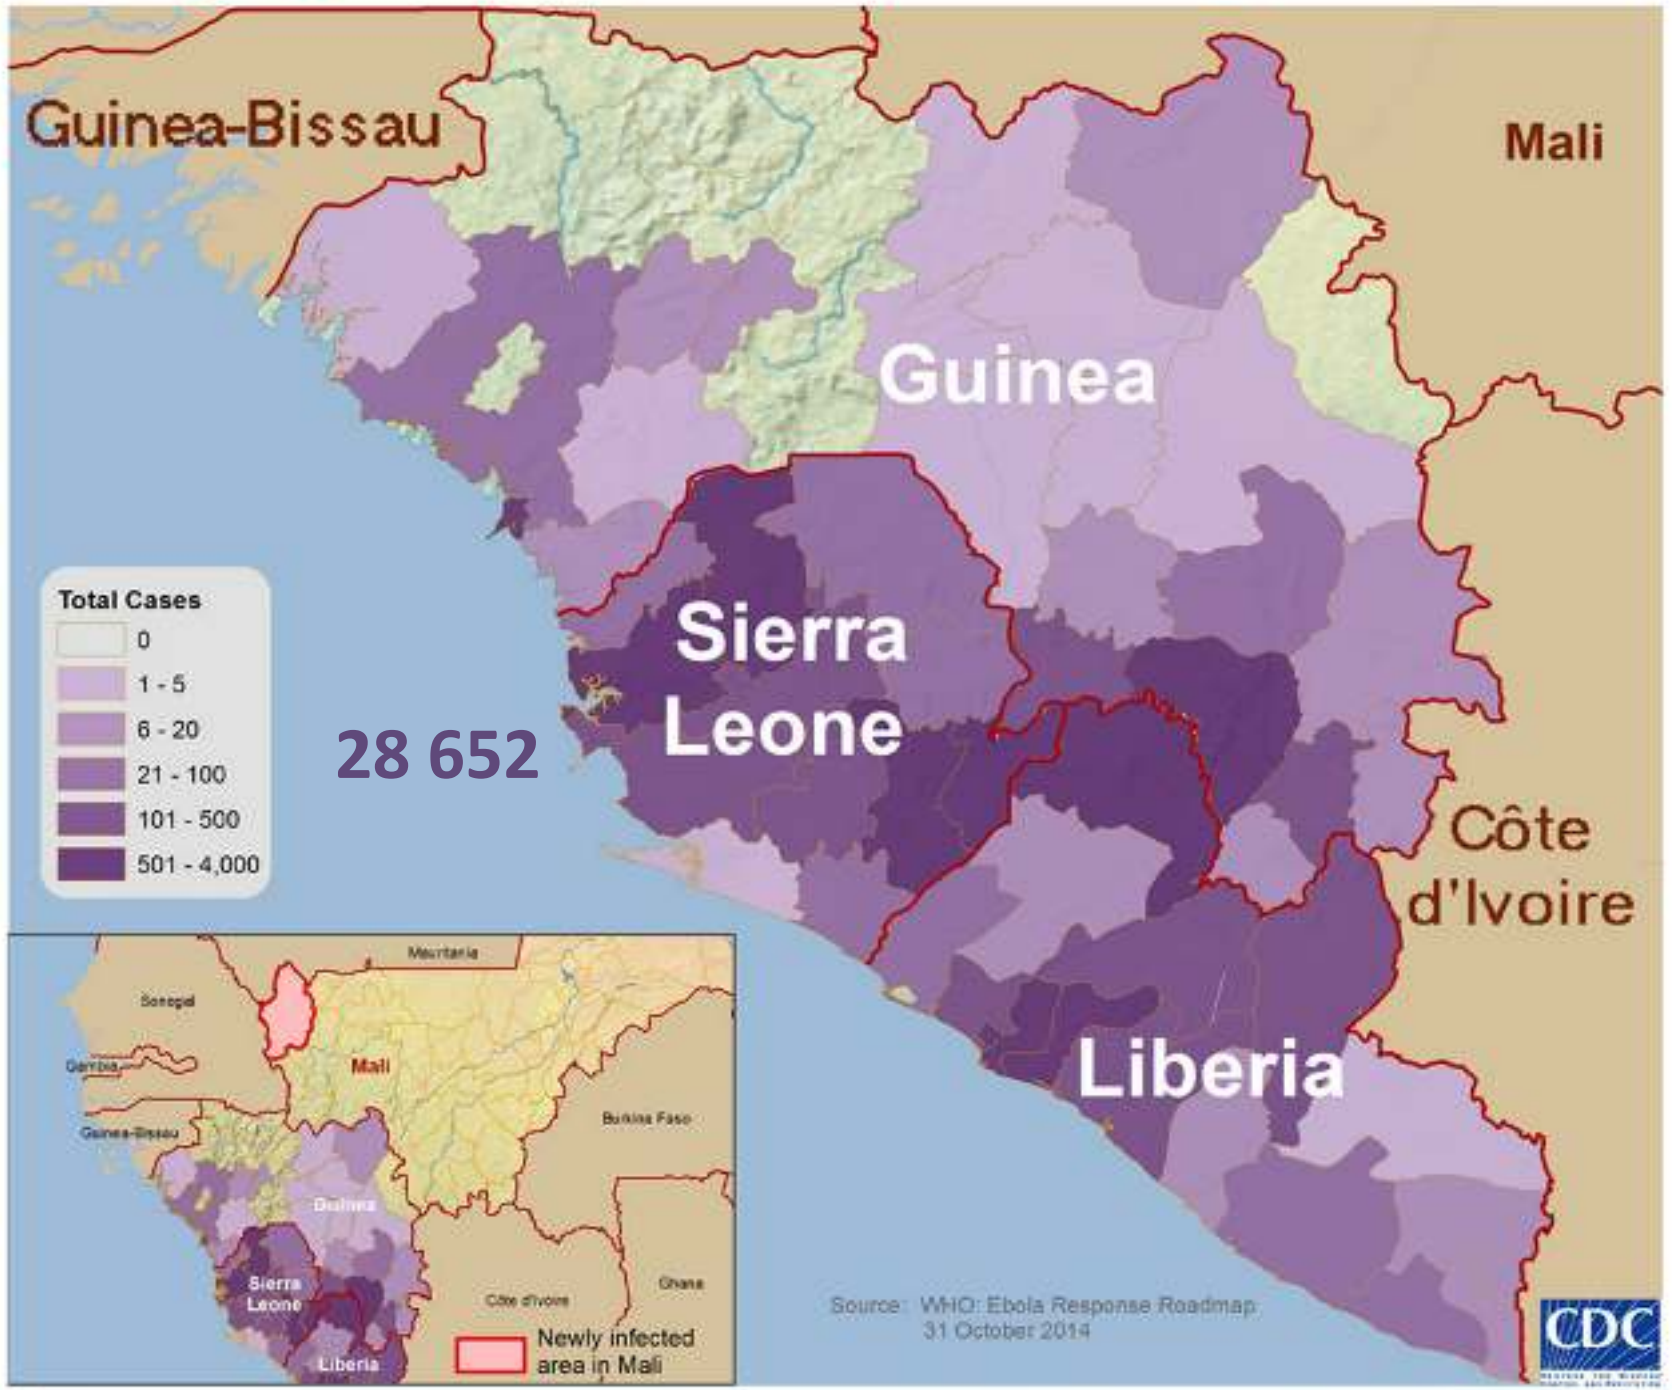 Guinea-Bissau
Mali
Guinea
Sierra
Leone
28 652
Total Cases
0
1 - 5
6 - 20
21 - 100
101 - 500
501 - 4,000
Côte
d'Ivoire
Liberia
Mauritania
Senegal
Gambia
Mali
Guinea-Bissau
Burkina Faso
Guinea
Sierra
Leone
Côte d'Ivoire
Ghana
Liberia
Newly infected
area in Mali
Source: WHO: Ebola Response Roadmap
31 October 2014
CDC